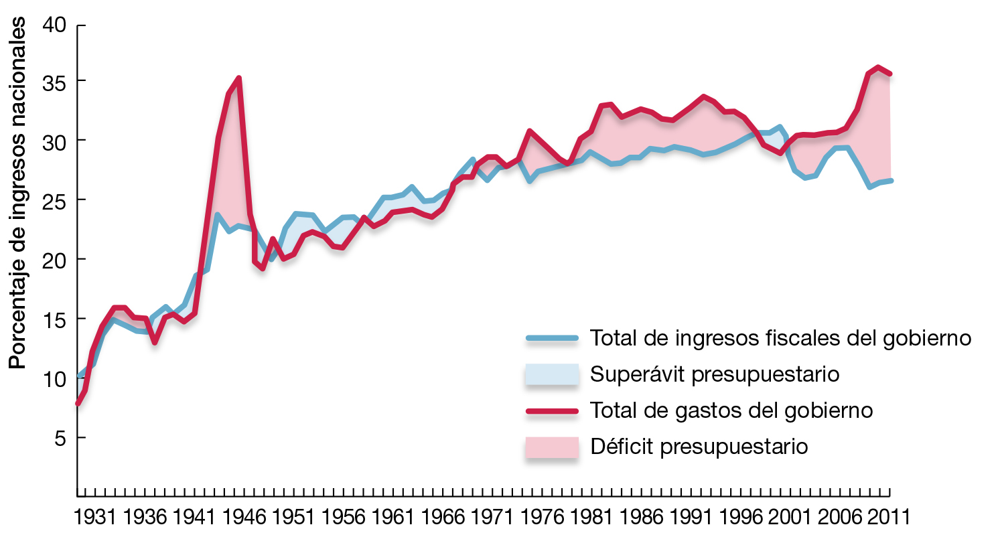 Porcentaje de ingresos nacionales
40
35
30
25
20
15
10
5
1931 1936 1941 1946 1951 1956 1961 1966 1971 1976 1981 1986 1991 1996 2001 2006 2011
Total de ingresos fiscales del gobierno
Superávit presupuestario
Total de gastos del gobierno
Déficit presupuestario